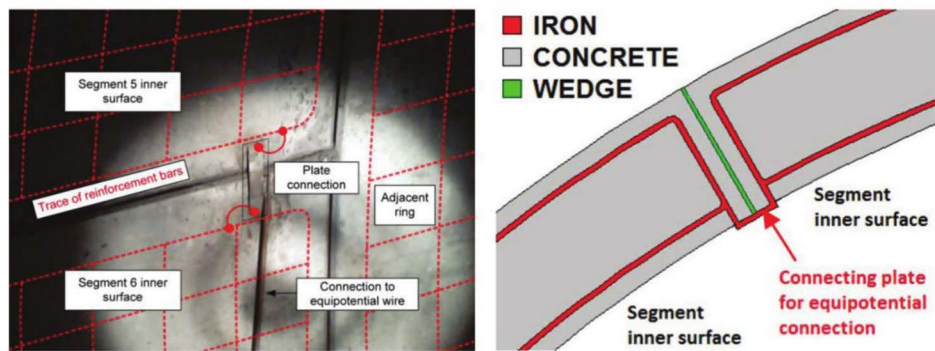 Segment 5 inner
surface
Trace of reinforcement bars
Plate
connection
Adjacent
ring
Segment 6 inner
surface
Connection to
equipotential wire
IRON
CONCRETE
WEDGE
Segment
inner surface
Connecting plate
for equipotential
connection
Segment
inner surface